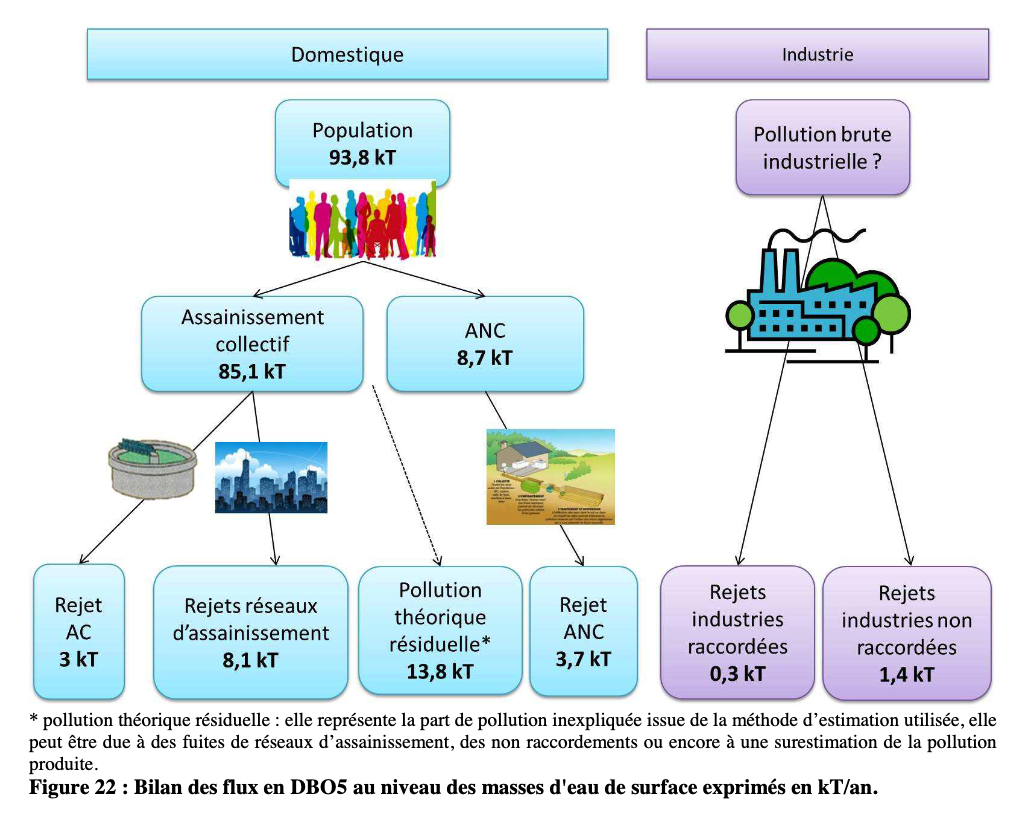 Domestique
Industrie
Population
93,8 kT
Pollution brute
industrielle ?
Assainissement
collectif
85,1 kT
ANC
8,7 kT
Rejet
AC
3 kT
Rejets réseaux
d'assainissement
8,1 kT
Pollution
théorique
résiduelle*
13,8 kT
Rejet
ANC
3,7 kT
Rejets
industries
raccordées
0,3 kT
Rejets
industries non
raccordées
1,4 kT
* pollution théorique résiduelle : elle représente la part de pollution inexpliquée issue de la méthode d'estimation utilisée, elle
peut être due à des fuites de réseaux d'assainissement, des non raccordements ou encore à une surestimation de la pollution
produite.
Figure 22 : Bilan des flux en DBO5 au niveau des masses d'eau de surface exprimés en kT/an.